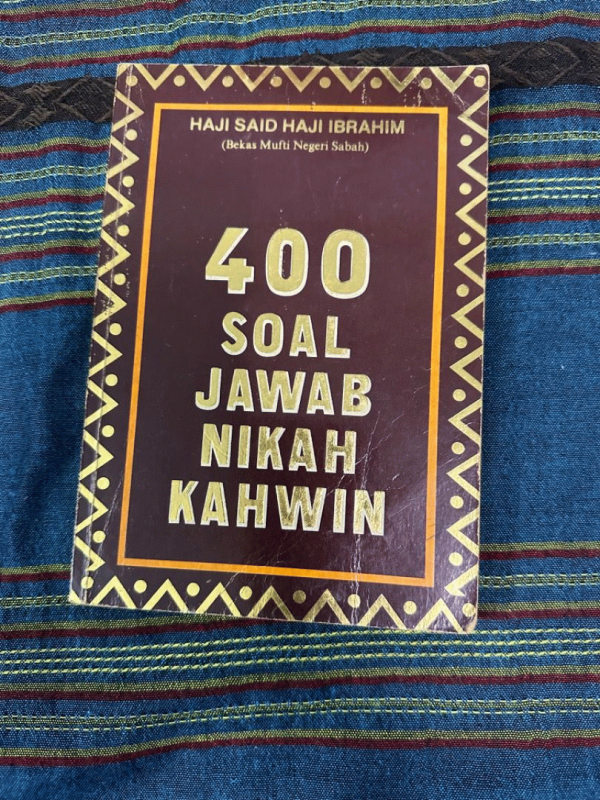 HAJI SAID HAJI IBRAHIM
(Bekas Mufti Negeri Sabah)
400
SOAL
JAWAB
NIKAH
KAHWIN